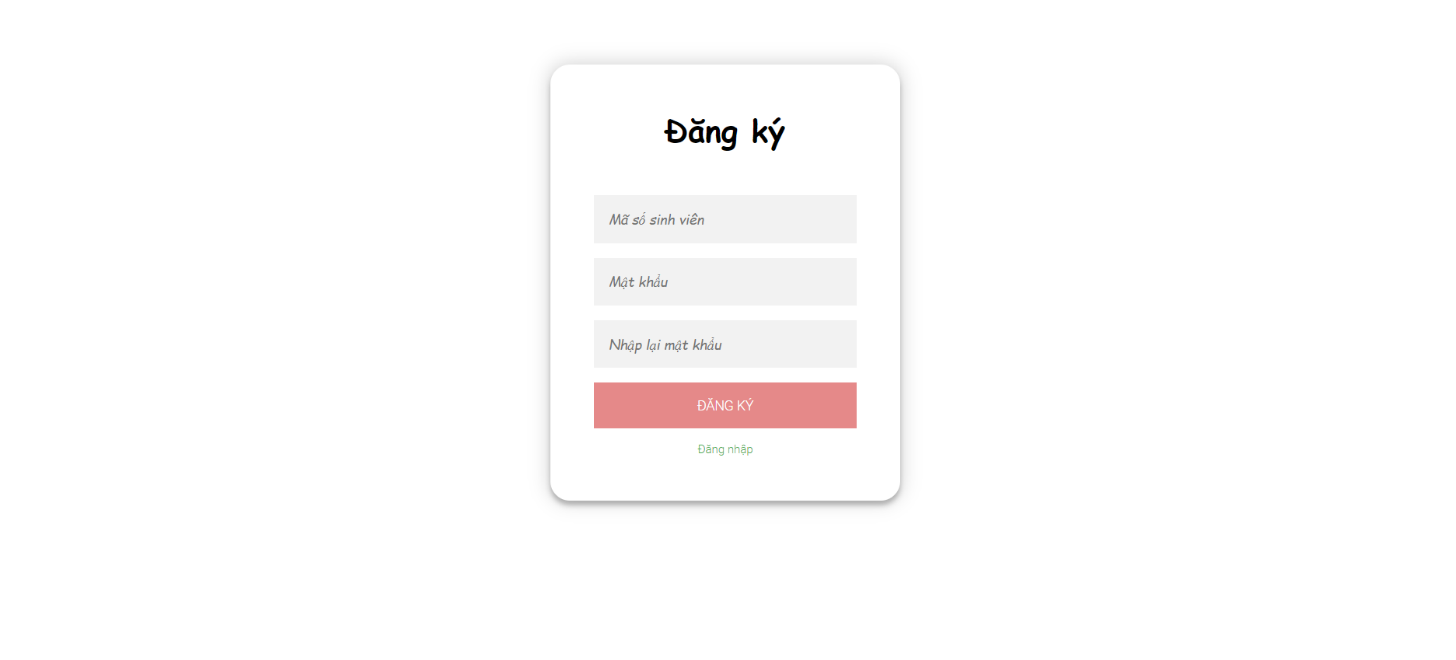 Đăng ký
Mã số sinh viên
Mật khẩu
Nhập lại mật khẩu
ĐĂNG KÝ
Đăng nhập